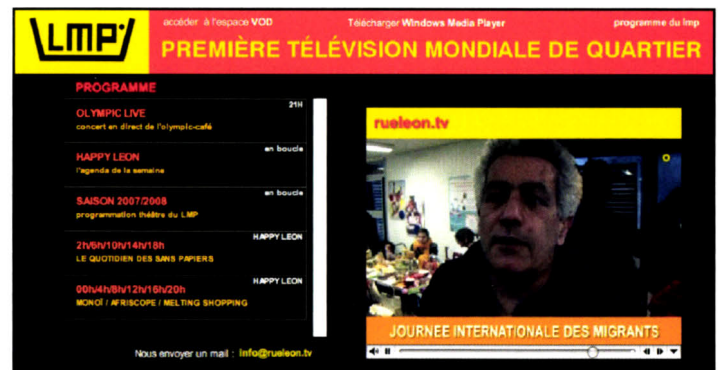 LMP
accéder à l'espace VOD
Télécharger Windows Media Player
programme du lmp
PREMIÈRE TÉLÉVISION MONDIALE DE QUARTIER
PROGRAMME
21H
OLYMPIC LIVE
concert en direct de l'olympic-café
en boucle
HAPPY LEON
l'agenda de la semaine
en boucle
SAISON 2007/2008
programmation théâtre du LMP
HAPPY LEON
2h/6h/10h/14h/18h
LE QUOTIDIEN DES SANS PAPIERS
HAPPY LEON
00h/4h/8h/12h/16h/20h
MONOÏ / AFRISCOPE / MELTING SHOPPING
Nous envoyer un mail : info@rueleon.tv
rueleon.tv
JOURNEE INTERNATIONALE DES MIGRANTS